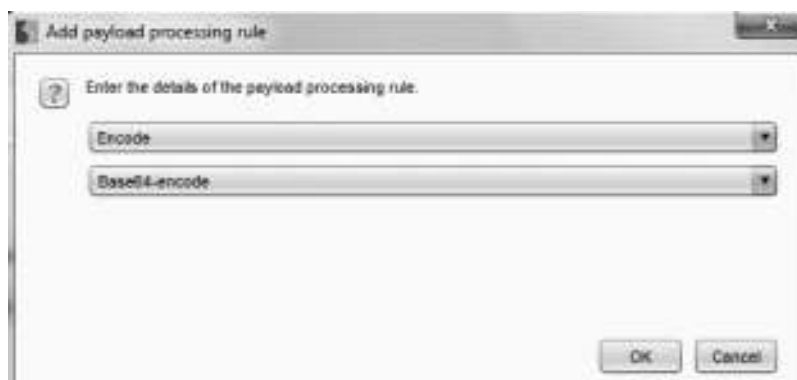 Add payload processing rule
Enter the details of the payload processing rule.
Encode
Base64-encode
OK
Cancel